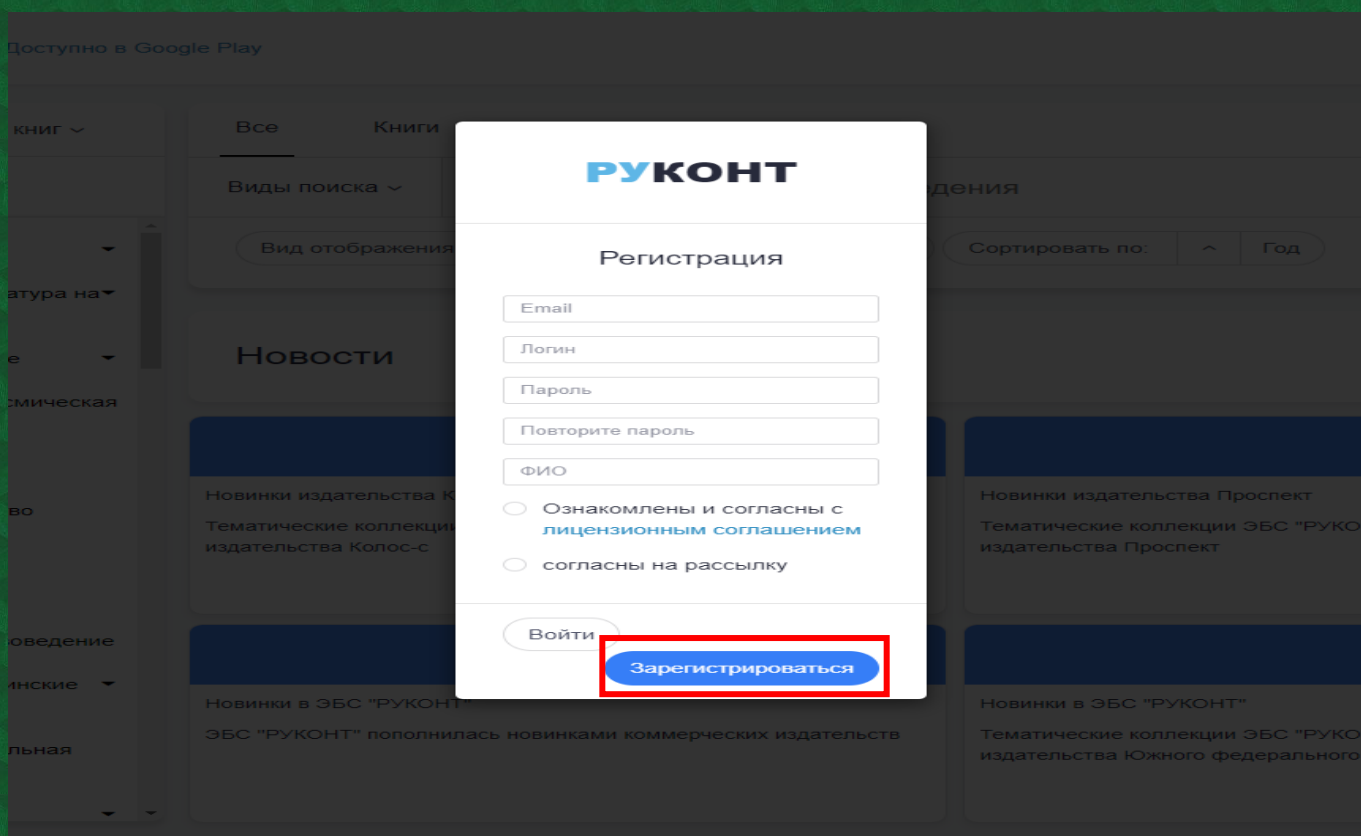 Доступно в Google Play
книг
Все
Книги
Виды поиска
дения
Вид отображения
Сортировать по:
Год
атура на
е
Новости
смическая
во
Новинки издательства К
Тематические коллекции
издательства Колос-с
Новинки издательства Проспект
Тематические коллекции ЭБС "РУКО
издательства Проспект
оведение
инские
льная
Новинки в ЭБС "РУКОНТ"
ЭБС "РУКОНТ" пополнилась новинками коммерческих издательств
Новинки в ЭБС "РУКОНТ"
Тематические коллекции ЭБС "РУКО
издательства Южного федерального
РУКОНТ
Регистрация
Email
Логин
Пароль
Повторите пароль
ФИО
Ознакомлены и согласны с
лицензионным соглашением
согласны на рассылку
Войти
Зарегистрироваться